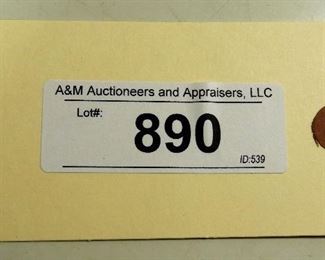 A&M Auctioneers and Appraisers, LLC
Lot#:
890
ID:539